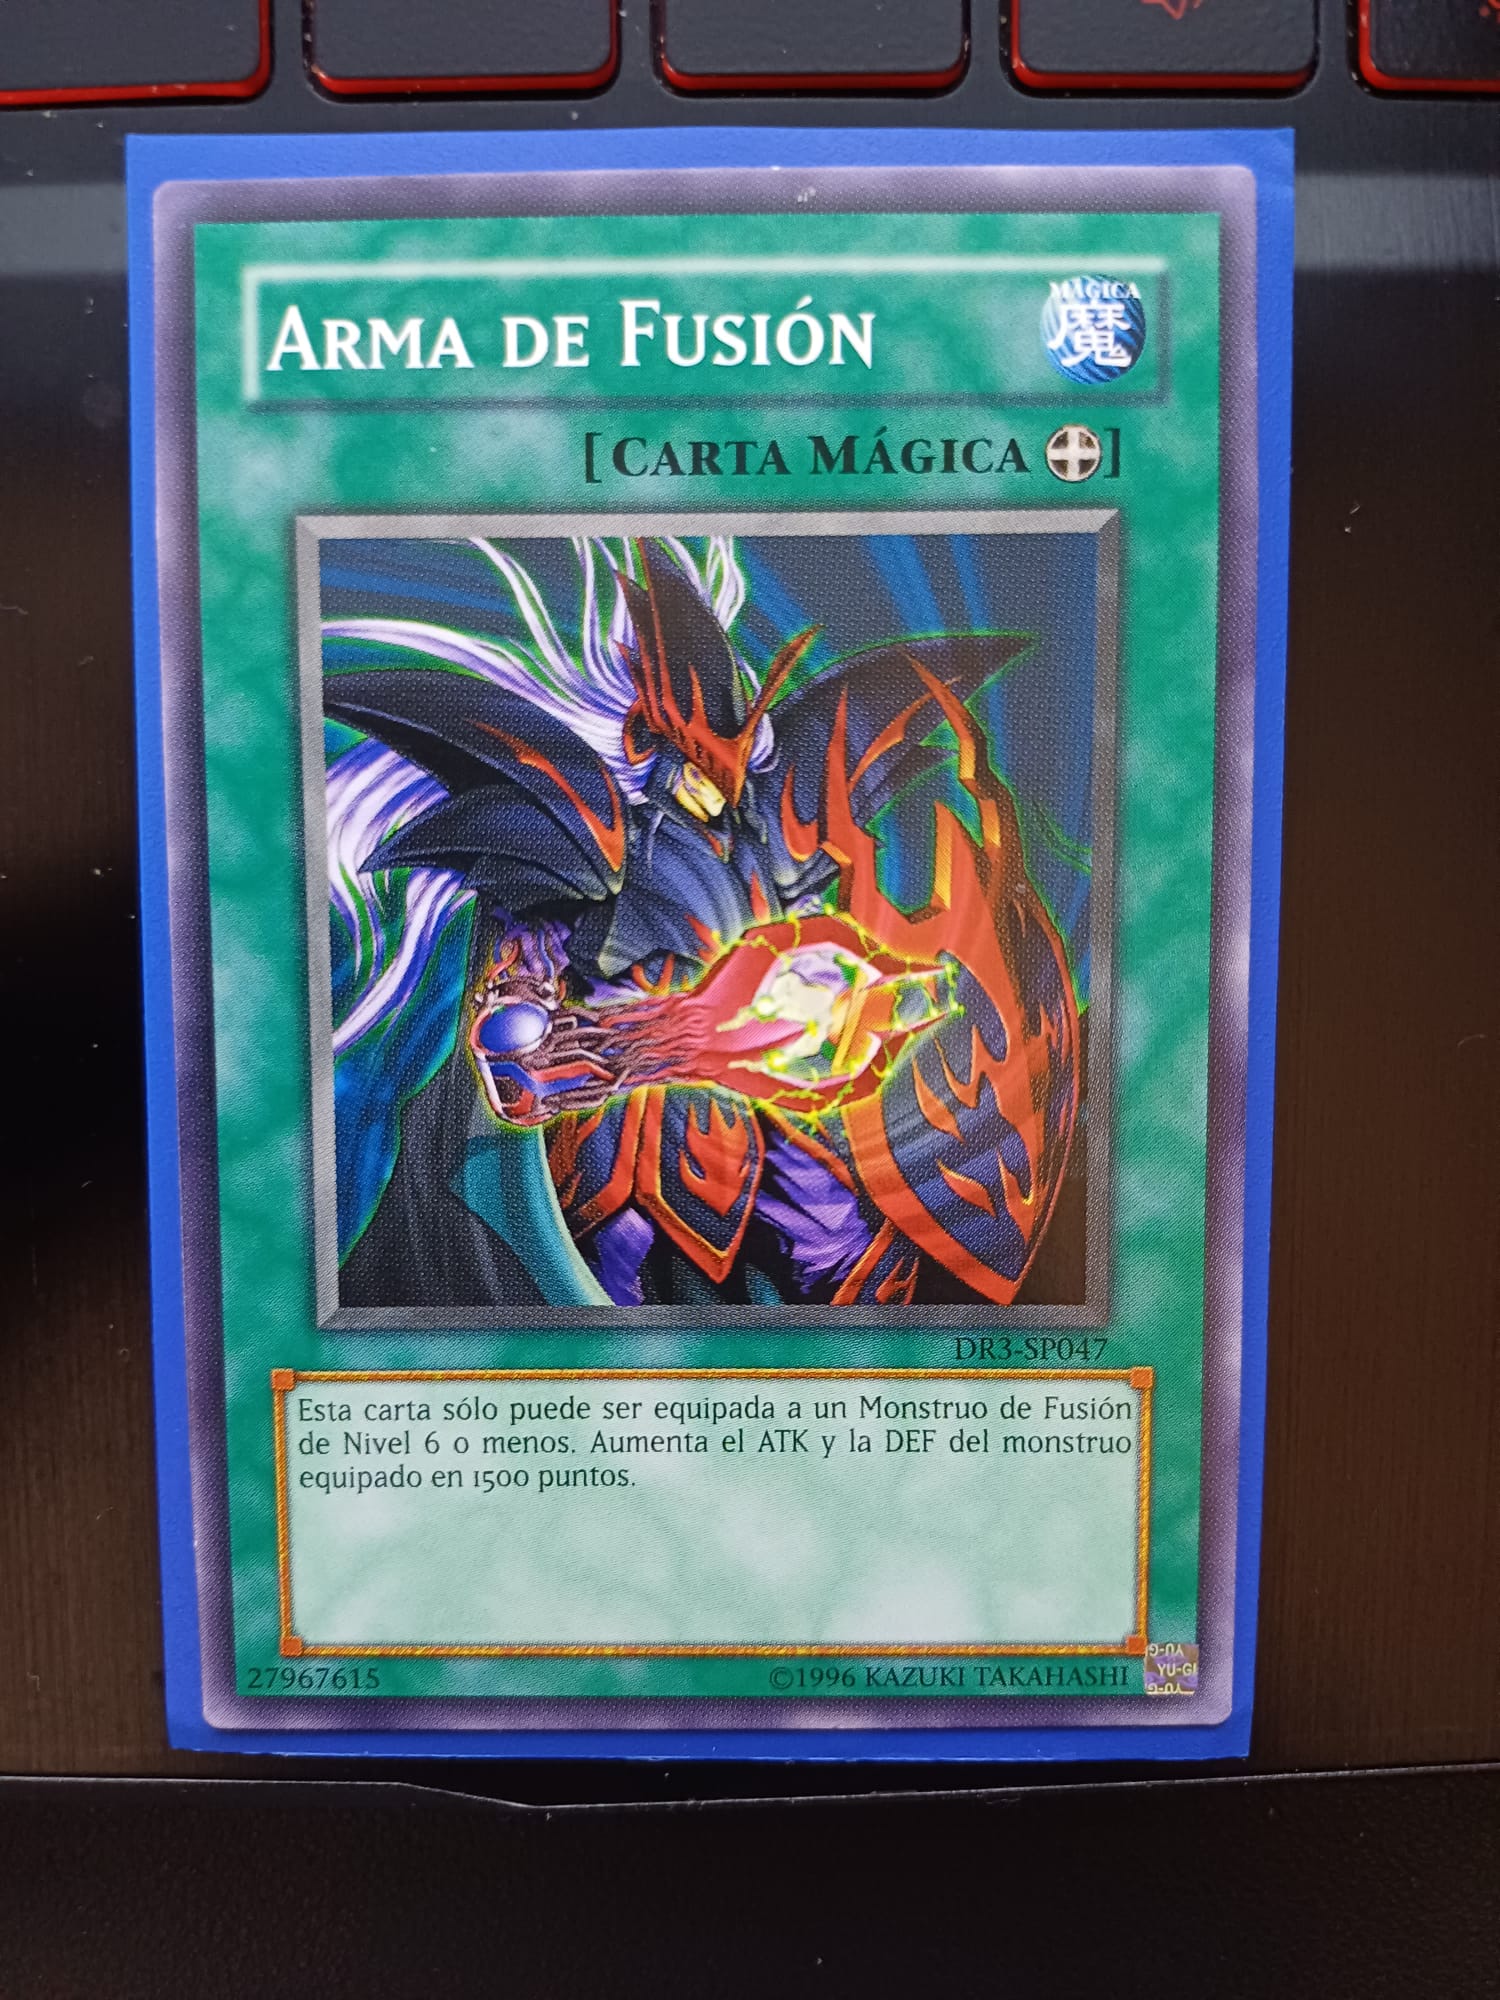 ARMA DE FUSIÓN
MÁGICA
魔
[CARTA MÁGICA]
DR3-SP047
Esta carta sólo puede ser equipada a un Monstruo de Fusión
de Nivel 6 o menos. Aumenta el ATK y la DEF del monstruo
equipado en 1500 puntos.
27967615
©1996 KAZUKI TAKAHASHI
YU-GI